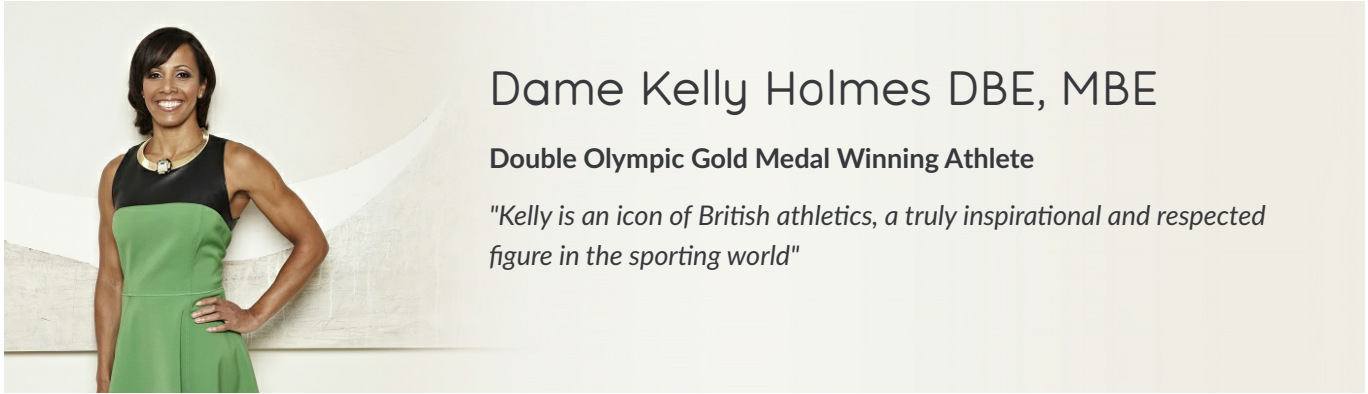 Dame Kelly Holmes DBE, MBE
Double Olympic Gold Medal Winning Athlete
"Kelly is an icon of British athletics, a truly inspirational and respected
figure in the sporting world"